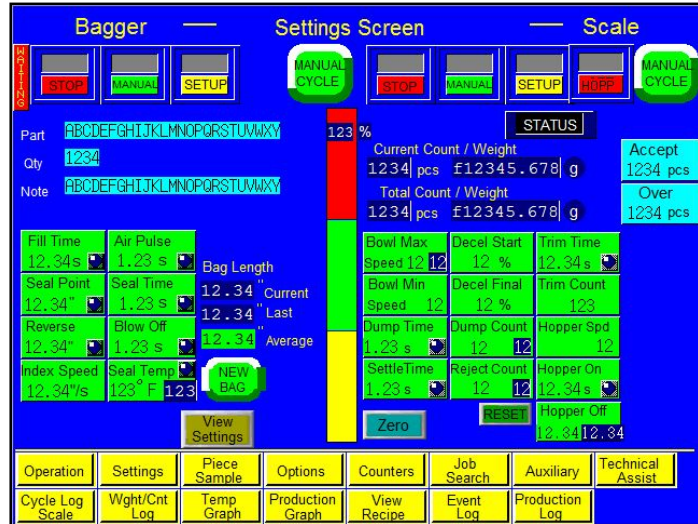 Bagger — Settings Screen — Scale
WAITING
STOP
MANUAL
SETUP
MANUAL
CYCLE
STOP
MANUAL
SETUP
HOPP
MANUAL
CYCLE
Part ABCDEFGHIJKLMNOPQRSTUVWXY
Qty 1234
Note ABCDEFGHIJKLMNOPQRSTUVWXY
123 %
STATUS
Current Count / Weight
1234 pcs f12345.678 g
Total Count / Weight
1234 pcs f12345.678 g
Accept
1234 pcs
Over
1234 pcs
Fill Time
12.34 s
Air Pulse
1.23 s
Seal Point
12.34"
Seal Time
1.23 s
Reverse
12.34"
Blow Off
1.23 s
Index Speed
12.34"/s
Seal Temp
123° F 123
Bag Length
12.34 " Current
12.34 " Last
12.34 " Average
NEW
BAG
View
Settings
Bowl Max
Speed 12 12
Decel Start
12 %
Trim Time
12.34 s
Bowl Min
Speed 12
Decel Final
12 %
Trim Count
123
Dump Time
1.23 s
Dump Count
12 12
Hopper Spd
12
SettleTime
1.23 s
Reject Count
12 12
Hopper On
12.34 s
Zero
RESET
Hopper Off
12.34 12.34
Operation
Settings
Piece
Sample
Options
Counters
Job
Search
Auxiliary
Technical
Assist
Cycle Log
Scale
Wght/Cnt
Log
Temp
Graph
Production
Graph
View
Recipe
Event
Log
Production
Log